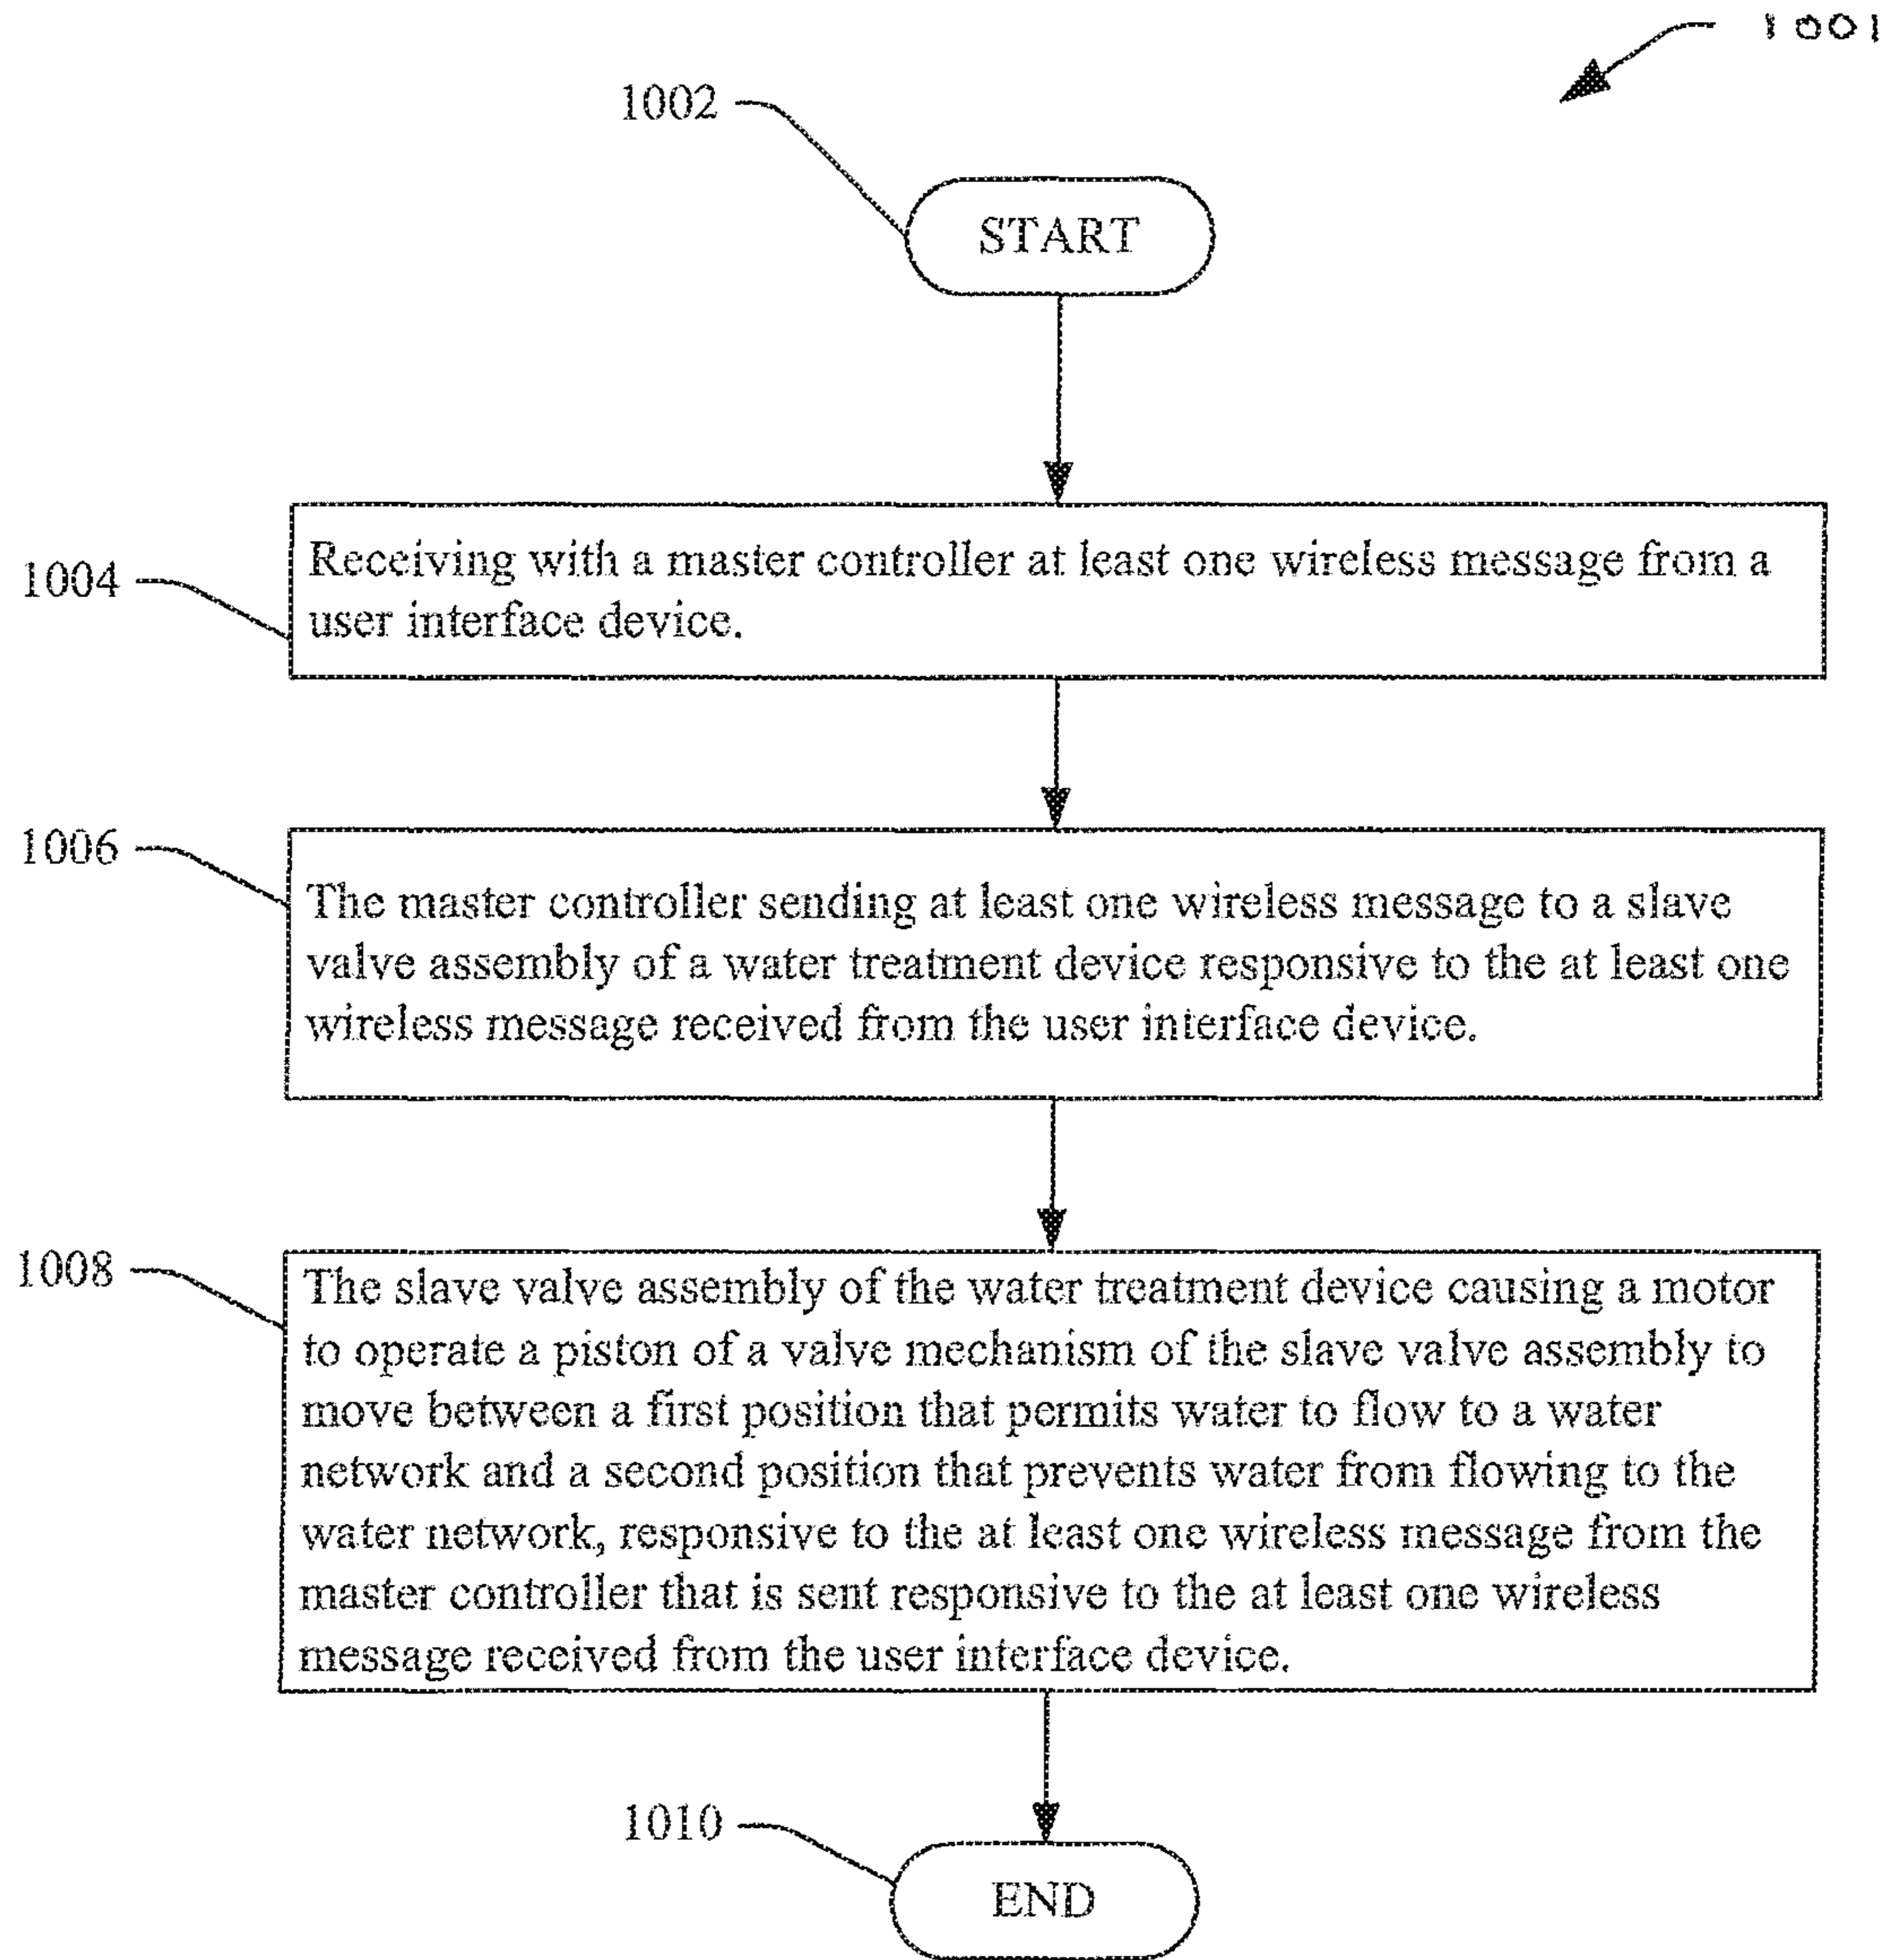 1001
1002
START
1004
Receiving with a master controller at least one wireless message from a
user interface device.
1006
The master controller sending at least one wireless message to a slave
valve assembly of a water treatment device responsive to the at least one
wireless message received from the user interface device.
1008
The slave valve assembly of the water treatment device causing a motor
to operate a piston of a valve mechanism of the slave valve assembly to
move between a first position that permits water to flow to a water
network and a second position that prevents water from flowing to the
water network, responsive to the at least one wireless message from the
master controller that is sent responsive to the at least one wireless
message received from the user interface device.
1010
END